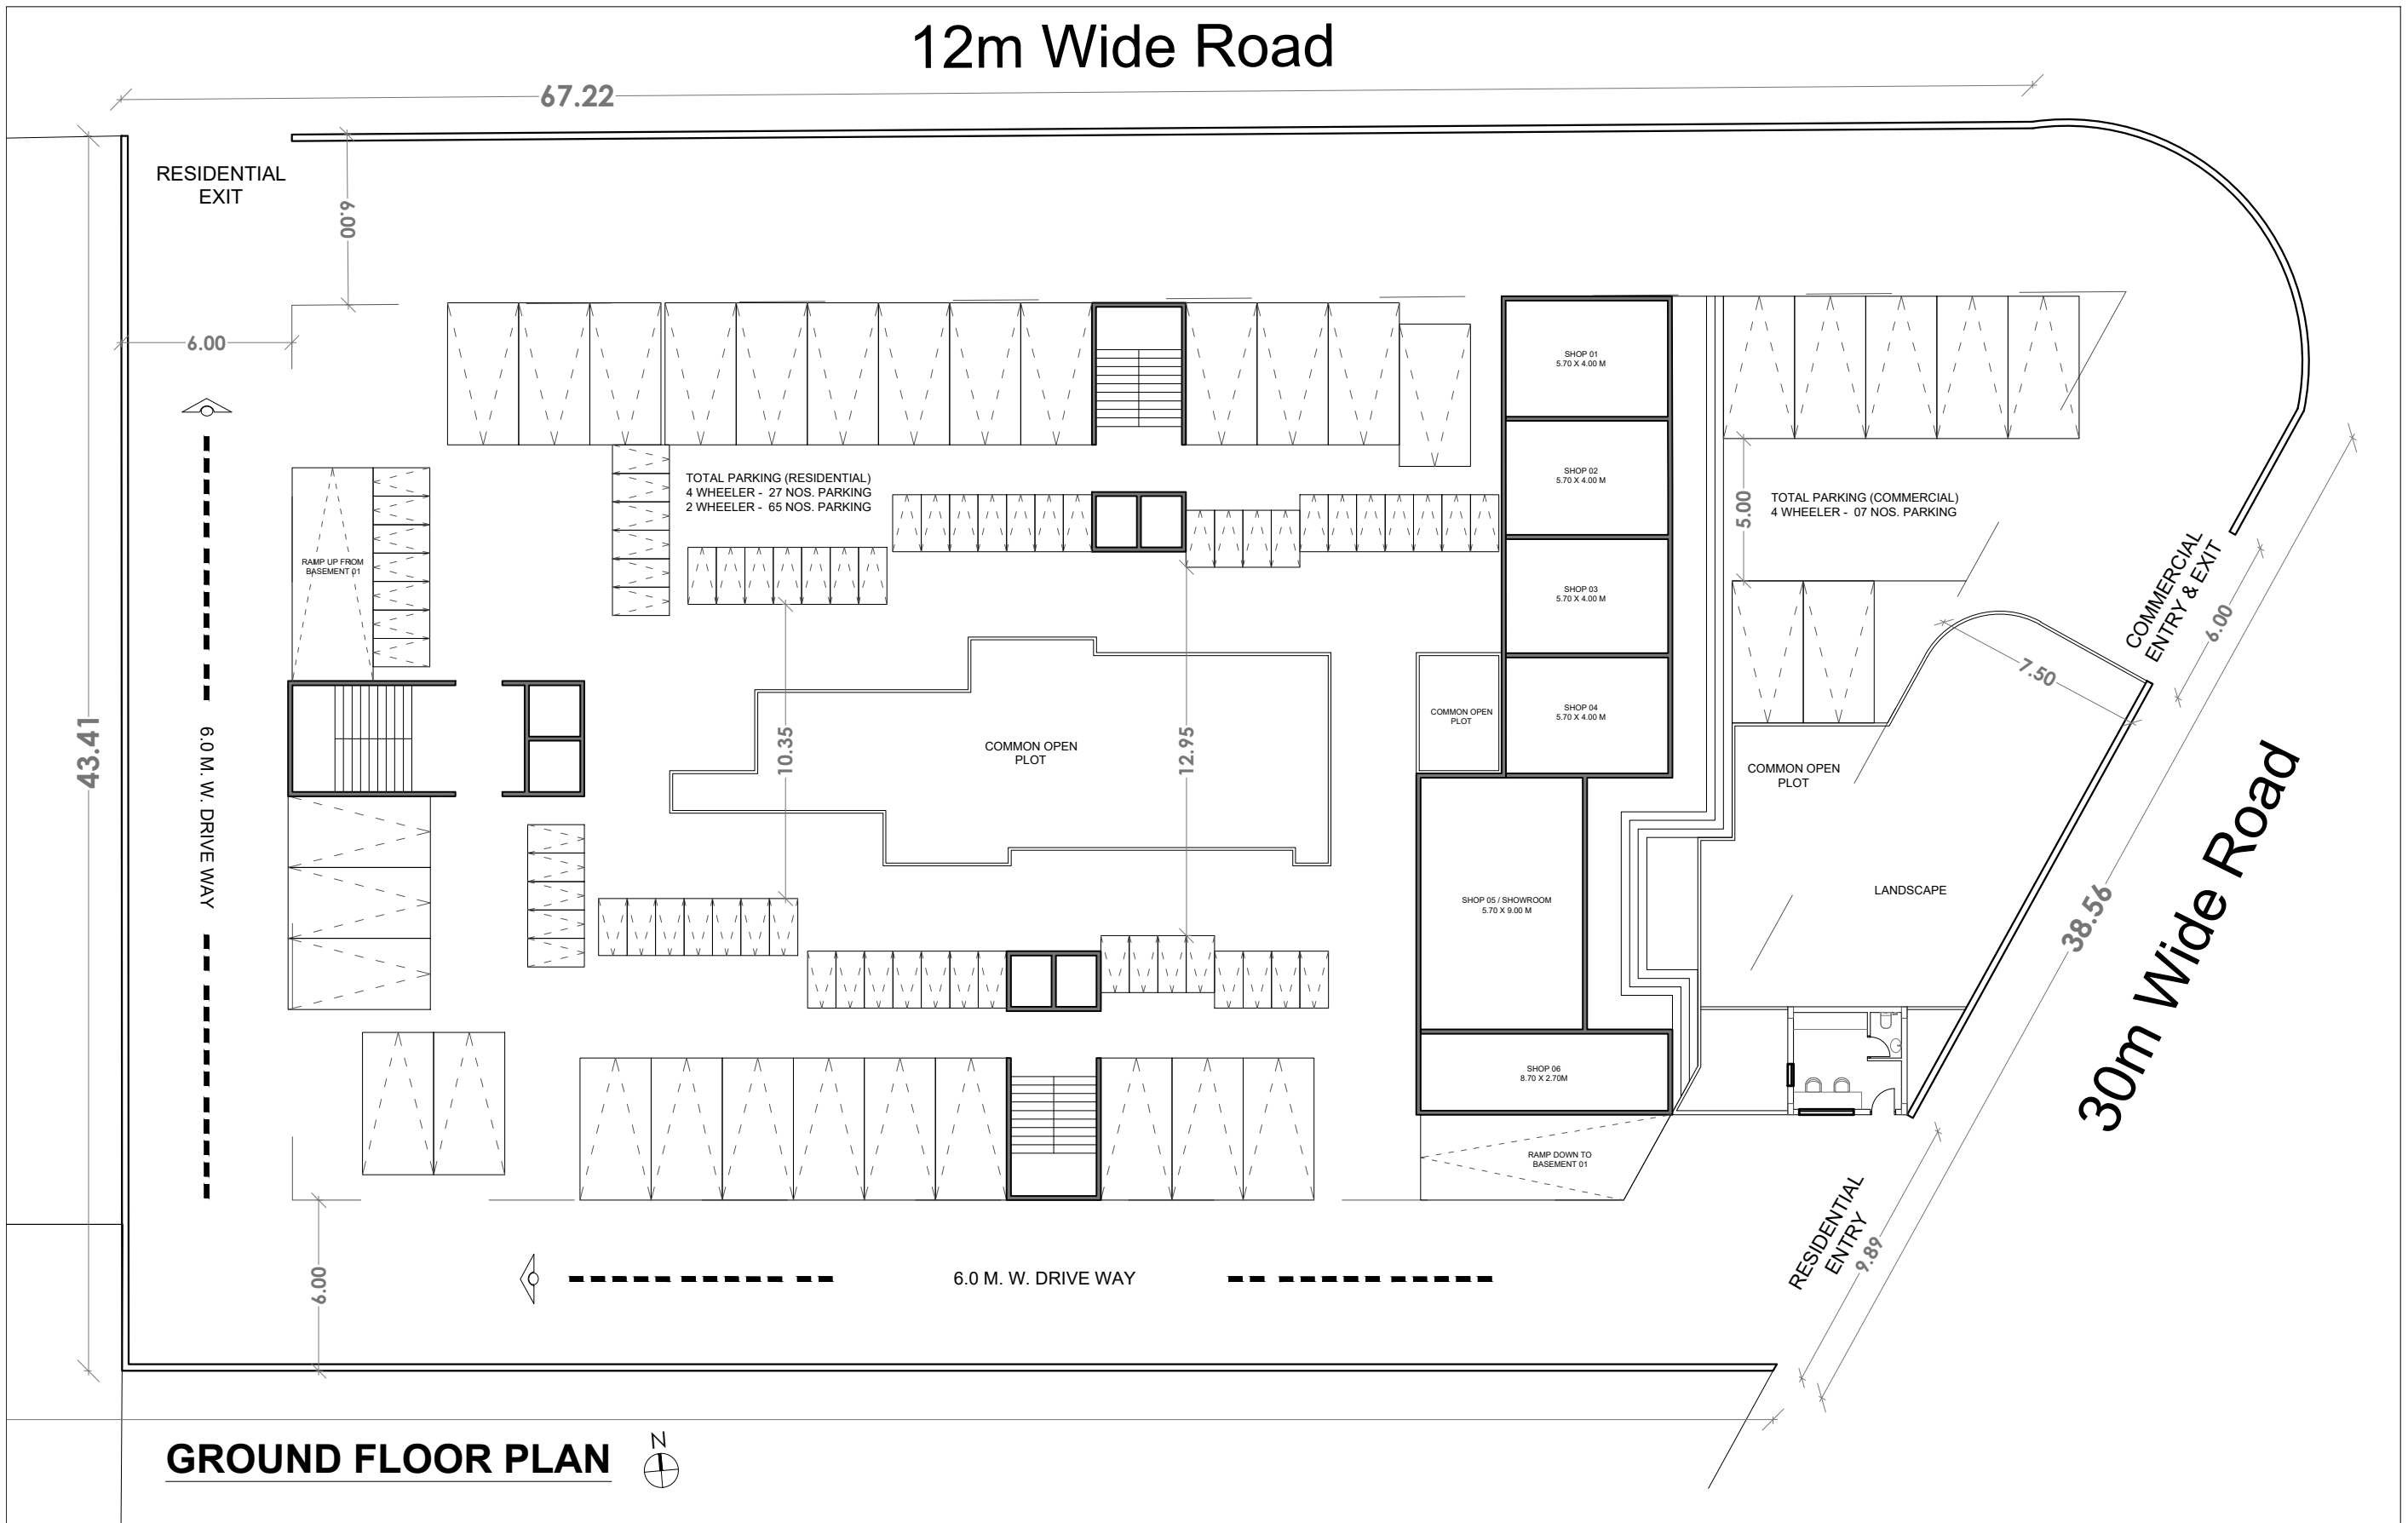 12m Wide Road
67.22
RESIDENTIAL
EXIT
6.00
6.00
SHOP 01
5.70 X 4.00 M
TOTAL PARKING (RESIDENTIAL)
4 WHEELER - 27 NOS. PARKING
2 WHEELER - 65 NOS. PARKING
SHOP 02
5.70 X 4.00 M
5.00
TOTAL PARKING (COMMERCIAL)
4 WHEELER - 07 NOS. PARKING
RAMP UP FROM
BASEMENT 01
SHOP 03
5.70 X 4.00 M
COMMERCIAL
ENTRY & EXIT
6.00
7.50
43.41
6.0 M. W. DRIVE WAY
10.35
COMMON OPEN
PLOT
12.95
COMMON OPEN
PLOT
SHOP 04
5.70 X 4.00 M
COMMON OPEN
PLOT
LANDSCAPE
SHOP 05 / SHOWROOM
5.70 X 9.00 M
38.56
30m Wide Road
SHOP 06
8.70 X 2.70M
RAMP DOWN TO
BASEMENT 01
RESIDENTIAL
ENTRY
9.89
6.00
6.0 M. W. DRIVE WAY
GROUND FLOOR PLAN
N